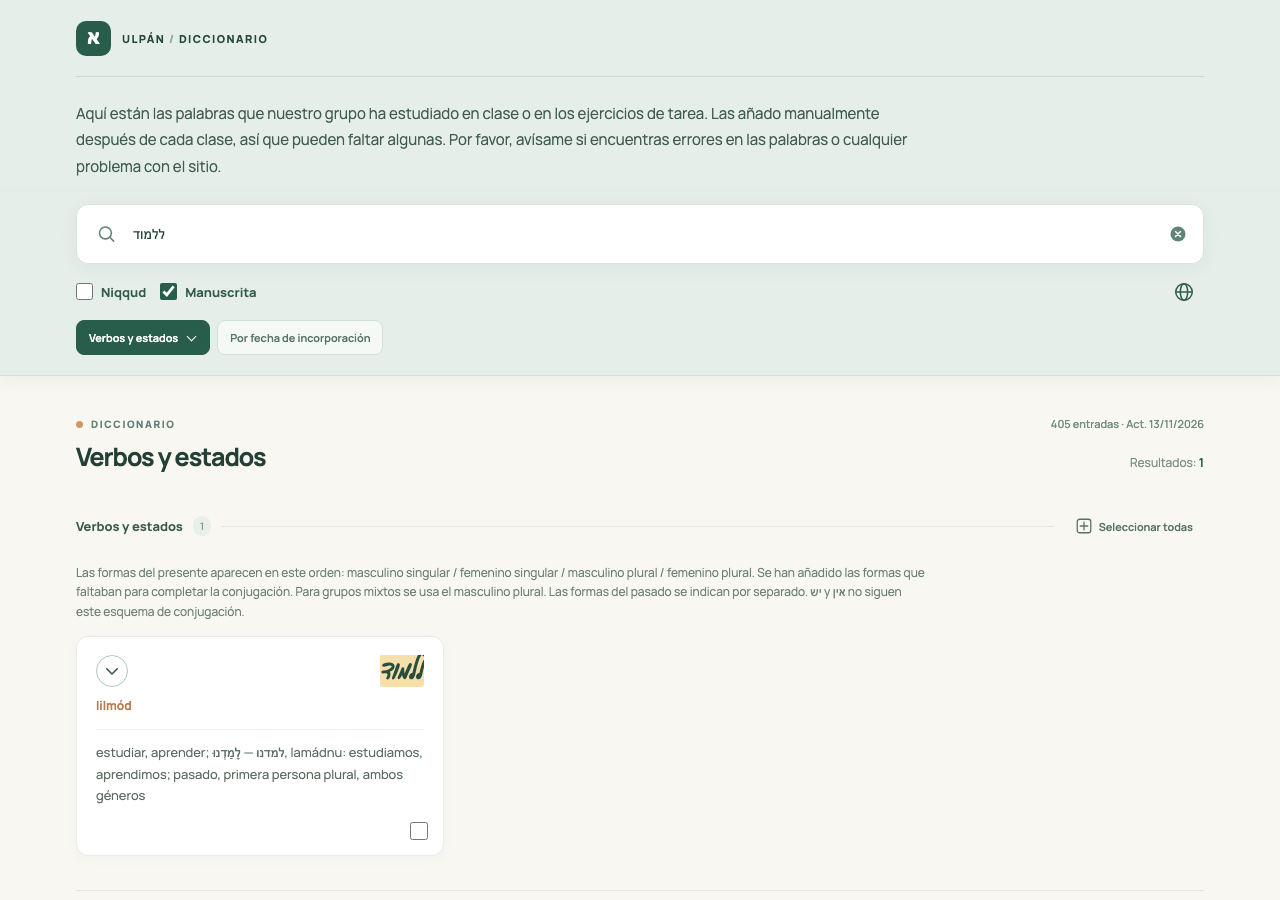 א ULPÁN / DICCIONARIO
Aquí están las palabras que nuestro grupo ha estudiado en clase o en los ejercicios de tarea. Las añado manualmente
después de cada clase, así que pueden faltar algunas. Por favor, avísame si encuentras errores en las palabras o cualquier
problema con el sitio.
ללמוד
Niqqud Manuscrita
Verbos y estados Por fecha de incorporación
DICCIONARIO 405 entradas · Act. 13/11/2026
Verbos y estados
Resultados: 1
Verbos y estados 1 Seleccionar todas
Las formas del presente aparecen en este orden: masculino singular / femenino singular / masculino plural / femenino plural. Se han añadido las formas que
faltaban para completar la conjugación. Para grupos mixtos se usa el masculino plural. Las formas del pasado se indican por separado. יש y אין no siguen
este esquema de conjugación.
ללמוד
lilmód
estudiar, aprender; למדנו — לָמַדְנוּ, lamádnu: estudiamos,
aprendimos; pasado, primera persona plural, ambos
géneros